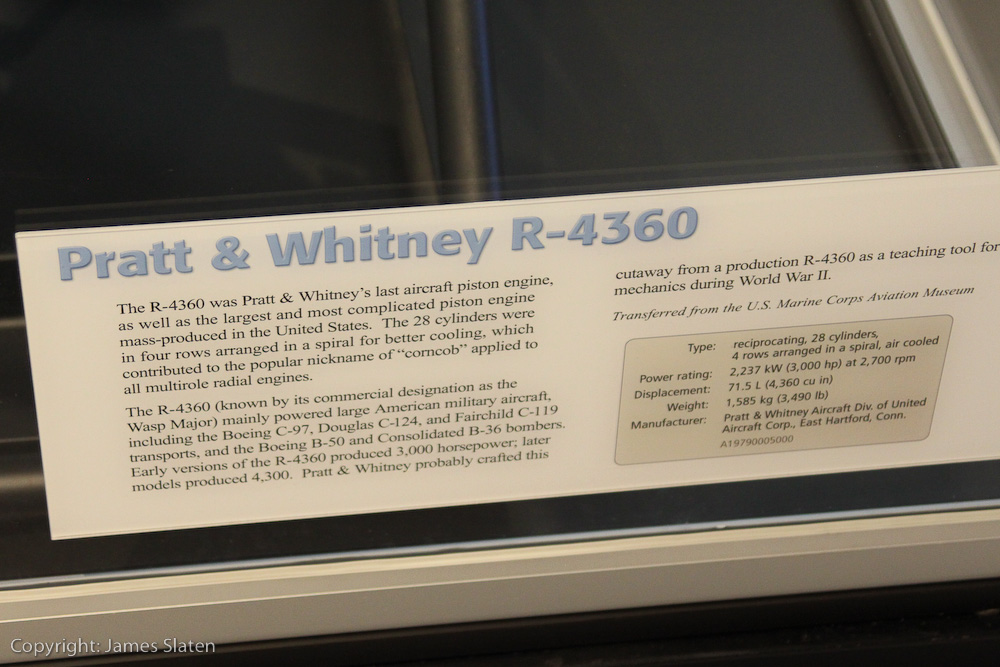 Pratt & Whitney R-4360
The R-4360 was Pratt & Whitney's last aircraft piston engine,
as well as the largest and most complicated piston engine
mass-produced in the United States. The 28 cylinders were
in four rows arranged in a spiral for better cooling, which
contributed to the popular nickname of "corncob" applied to
all multirole radial engines.
The R-4360 (known by its commercial designation as the
Wasp Major) mainly powered large American military aircraft,
including the Boeing C-97, Douglas C-124, and Fairchild C-119
transports, and the Boeing B-50 and Consolidated B-36 bombers.
Early versions of the R-4360 produced 3,000 horsepower; later
models produced 4,300. Pratt & Whitney probably crafted this
cutaway from a production R-4360 as a teaching tool for
mechanics during World War II.
Transferred from the U.S. Marine Corps Aviation Museum
Type: reciprocating, 28 cylinders,
4 rows arranged in a spiral, air cooled
Power rating: 2,237 kW (3,000 hp) at 2,700 rpm
Displacement: 71.5 L (4,360 cu in)
Weight: 1,585 kg (3,490 lb)
Manufacturer: Pratt & Whitney Aircraft Div. of United
Aircraft Corp., East Hartford, Conn.
A19790005000
Copyright: James Slaten